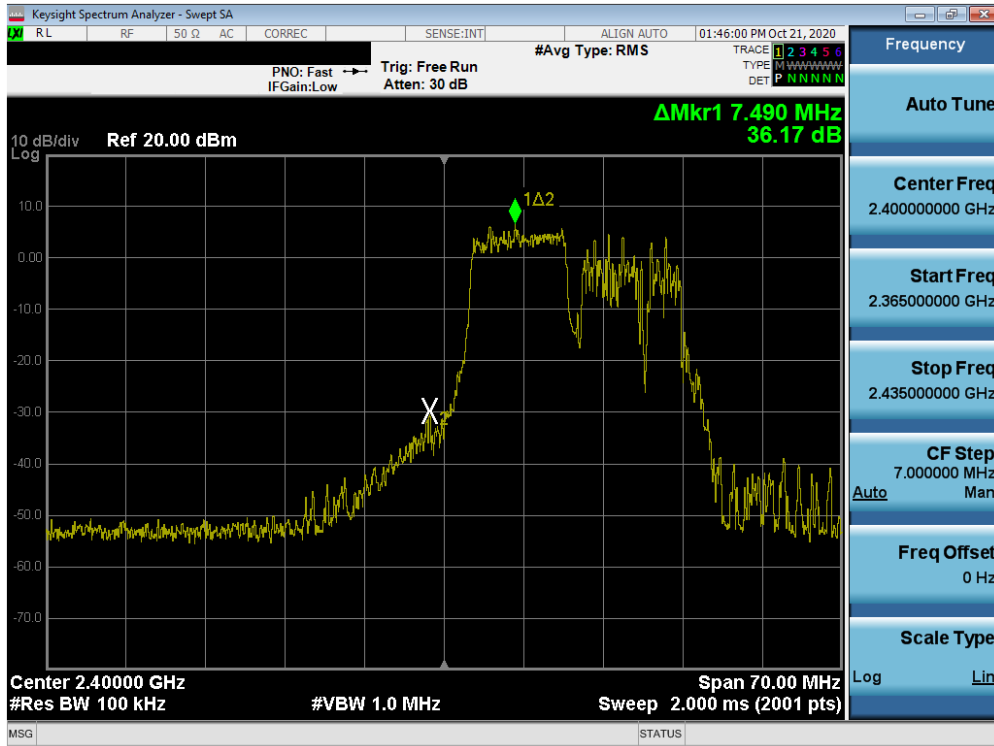 Keysight Spectrum Analyzer - Swept SA
LXI RL RF 50 Ω AC CORREC SENSE:INT ALIGN AUTO 01:46:00 PM Oct 21, 2020
#Avg Type: RMS
TRACE 1 2 3 4 5 6
TYPE M W W W W W
DET P N N N N N
PNO: Fast
IFGain:Low
Trig: Free Run
Atten: 30 dB
ΔMkr1 7.490 MHz
36.17 dB
10 dB/div
Log
Ref 20.00 dBm
10.0
0.00
-10.0
-20.0
-30.0
-40.0
-50.0
-60.0
-70.0
1Δ2
X
2
Center 2.40000 GHz
Span 70.00 MHz
#Res BW 100 kHz
#VBW 1.0 MHz
Sweep 2.000 ms (2001 pts)
MSG
STATUS
Frequency
Auto Tune
Center Freq
2.400000000 GHz
Start Freq
2.365000000 GHz
Stop Freq
2.435000000 GHz
CF Step
7.000000 MHz
Auto Man
Freq Offset
0 Hz
Scale Type
Log Lin